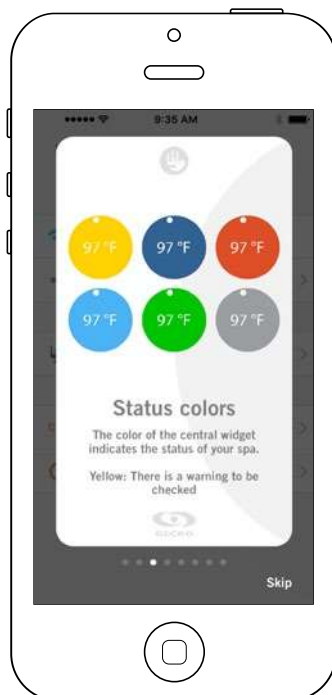 9:35 AM
97 °F 97 °F 97 °F
97 °F 97 °F 97 °F
Status colors
The color of the central widget
indicates the status of your spa.
Yellow: There is a warning to be
checked
GECKO
Skip